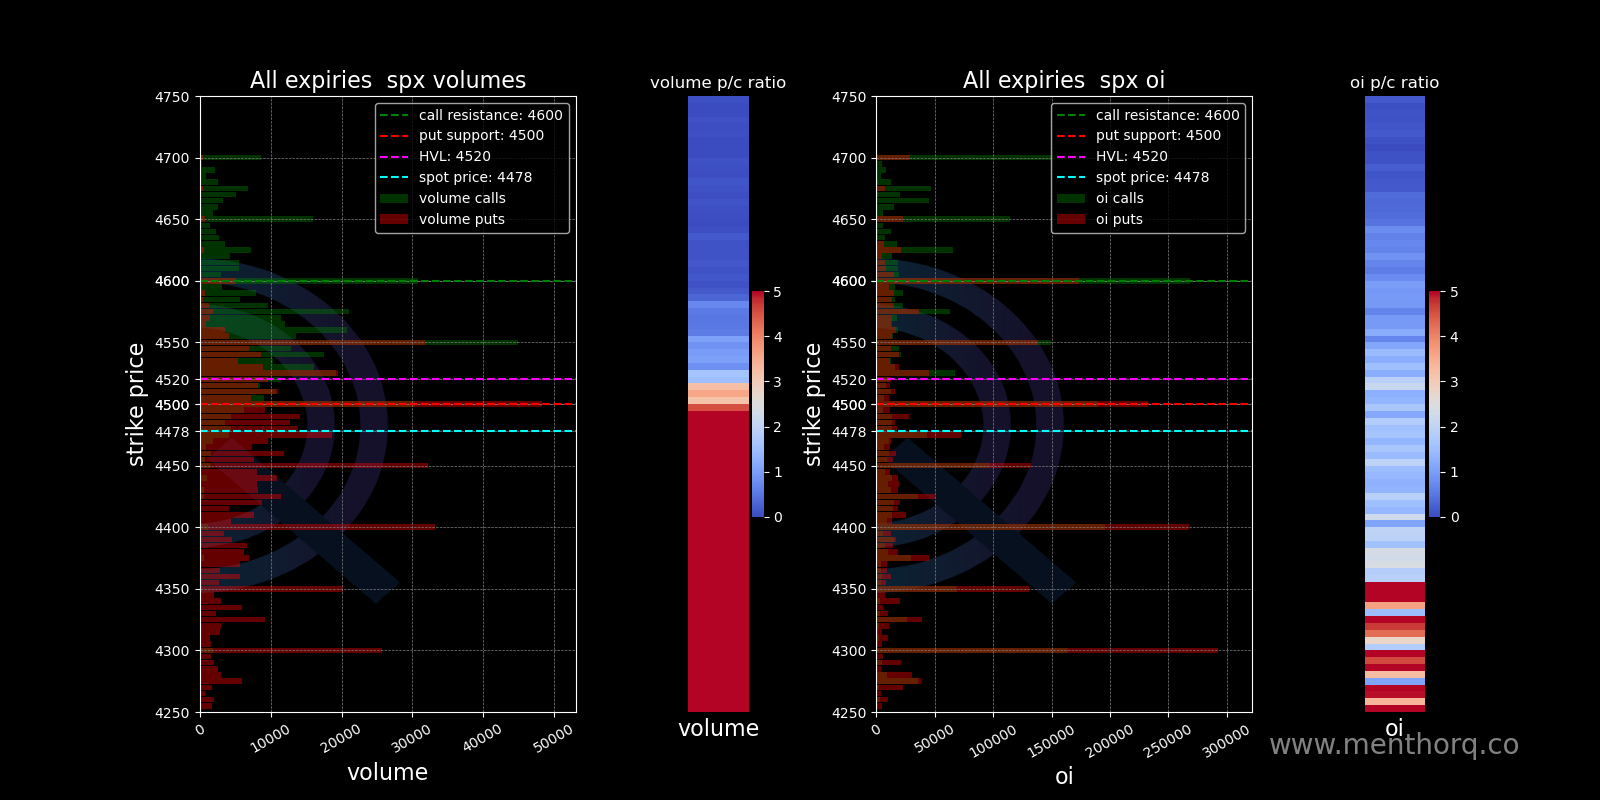 All expiries  spx volumes
4750
4700
4650
4600
4550
4520
4500
4478
4450
4400
4350
4300
4250
strike price
0
10000
20000
30000
40000
50000
volume
call resistance: 4600
put support: 4500
HVL: 4520
spot price: 4478
volume calls
volume puts
volume p/c ratio
5
4
3
2
1
0
volume
All expiries  spx oi
4750
4700
4650
4600
4550
4520
4500
4478
4450
4400
4350
4300
4250
strike price
0
50000
100000
150000
200000
250000
300000
oi
call resistance: 4600
put support: 4500
HVL: 4520
spot price: 4478
oi calls
oi puts
oi p/c ratio
5
4
3
2
1
0
oi
www.menthorq.co